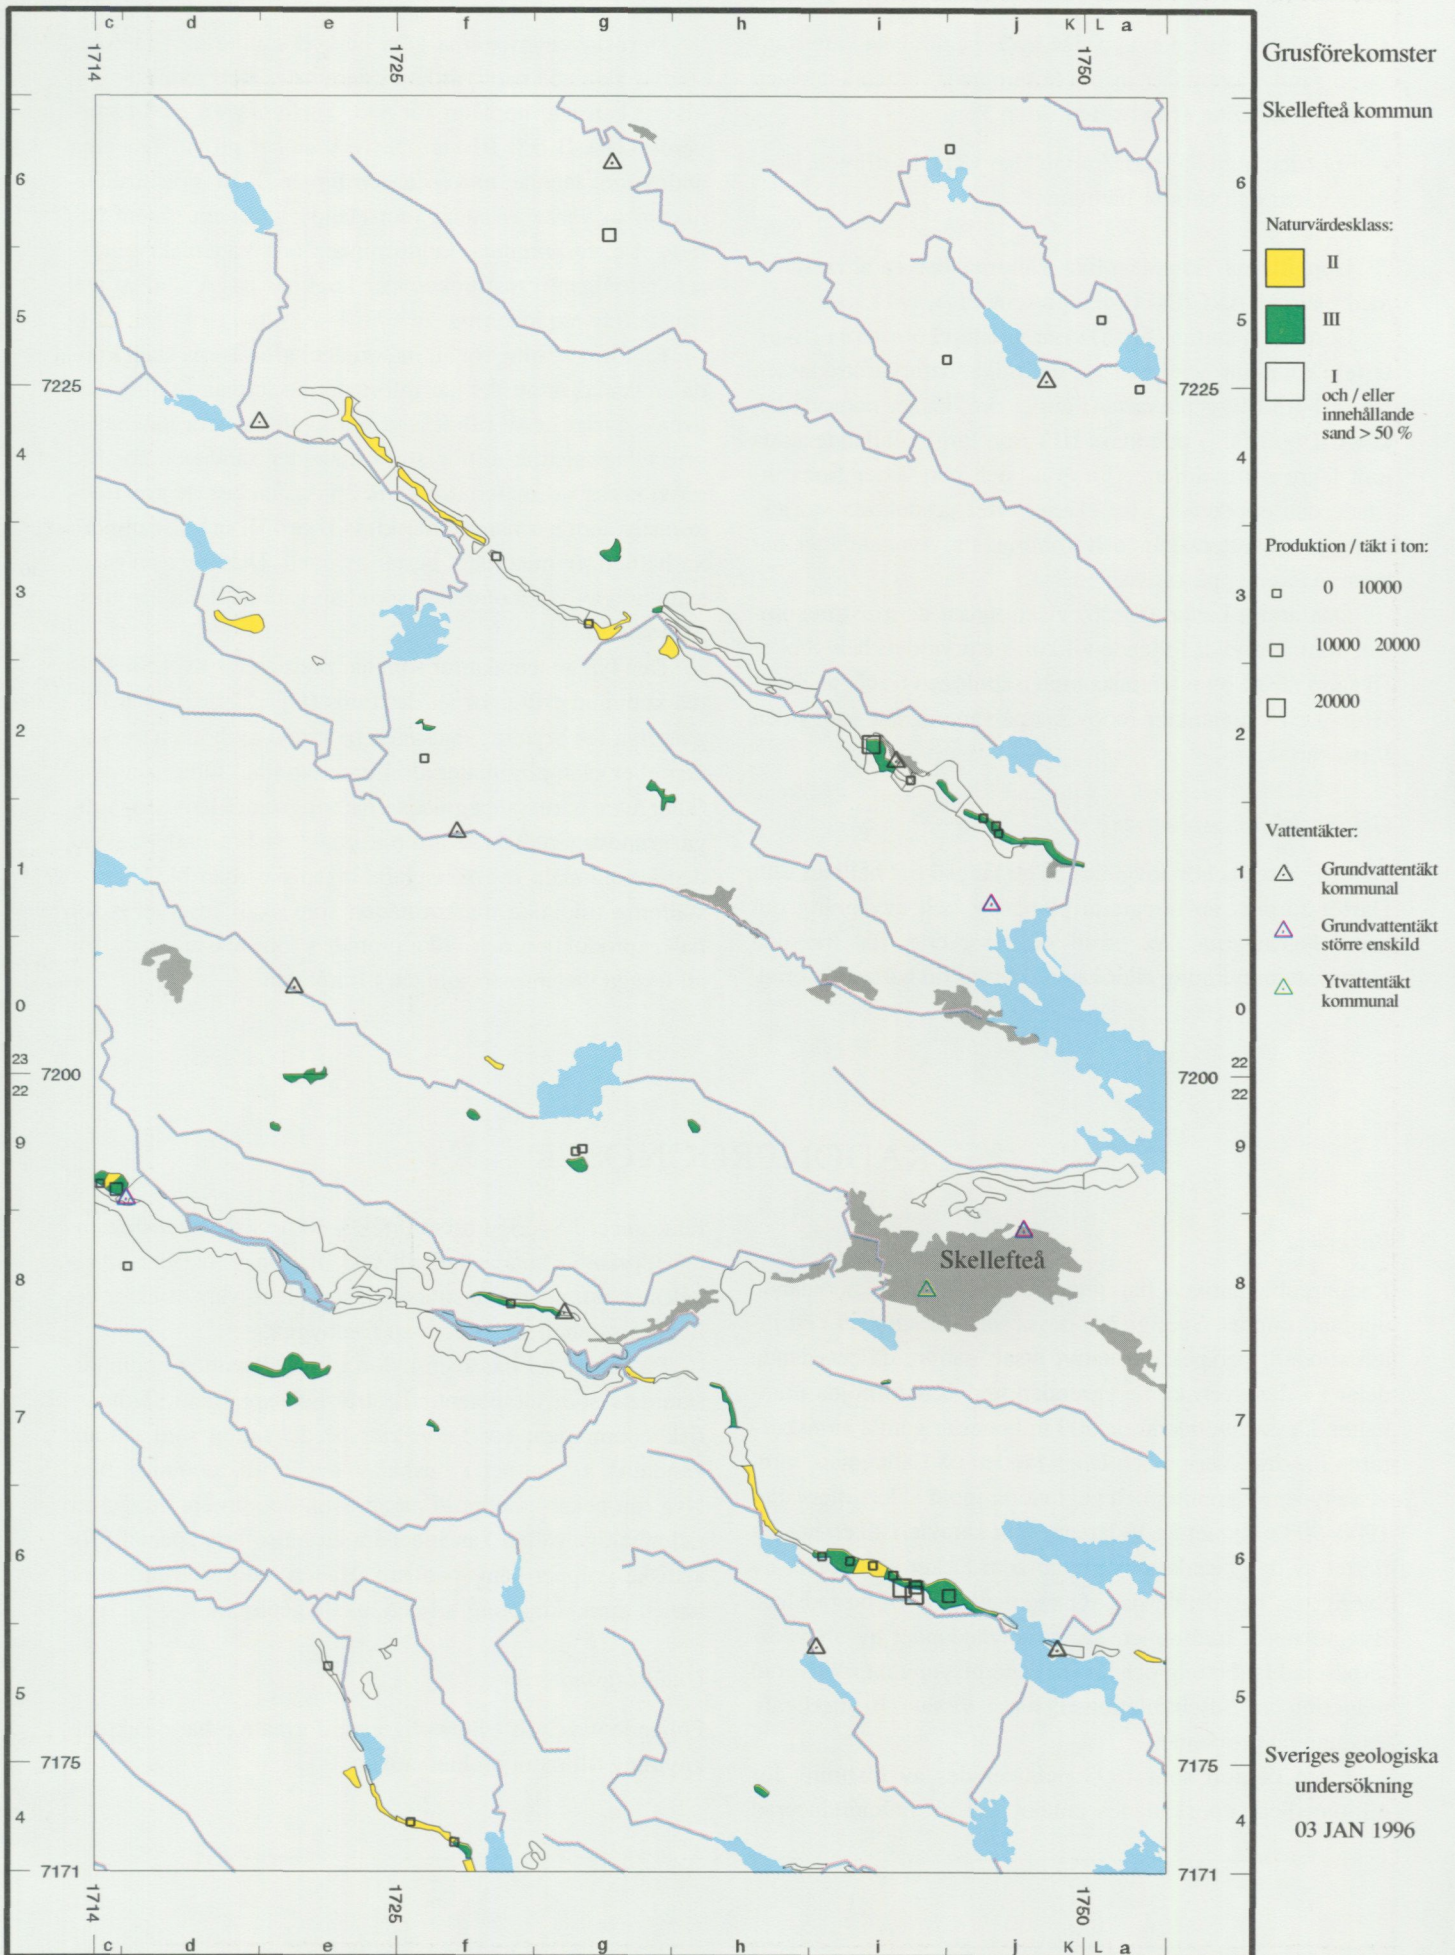 c d e f g h i j K L a
1714 1725 1750
Grusförekomster
Skellefteå kommun
6 6
Naturvärdesklass:
II
5 5
III
7225 7225
I
och / eller
innehållande
sand > 50 %
4 4
Produktion / täkt i ton:
3 3
0 10000
10000 20000
20000
2 2
Vattentäkter:
1 1
Grundvattentäkt
kommunal
Grundvattentäkt
större enskild
Ytvattentäkt
kommunal
0 0
23 22
7200 7200
22 22
9 9
Skellefteå
8 8
7 7
6 6
5 5
7175 7175
Sveriges geologiska
undersökning
4 4
03 JAN 1996
7171 7171
1714 1725 1750
c d e f g h i j K L a